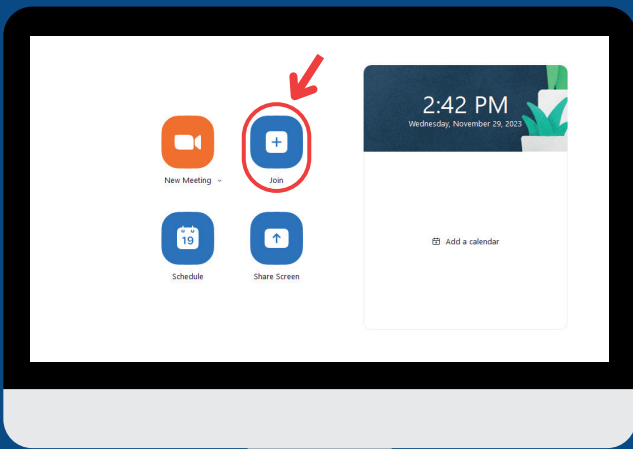 2:42 PM
Wednesday, November 29, 2023
New Meeting
Join
19
Schedule
Share Screen
Add a calendar